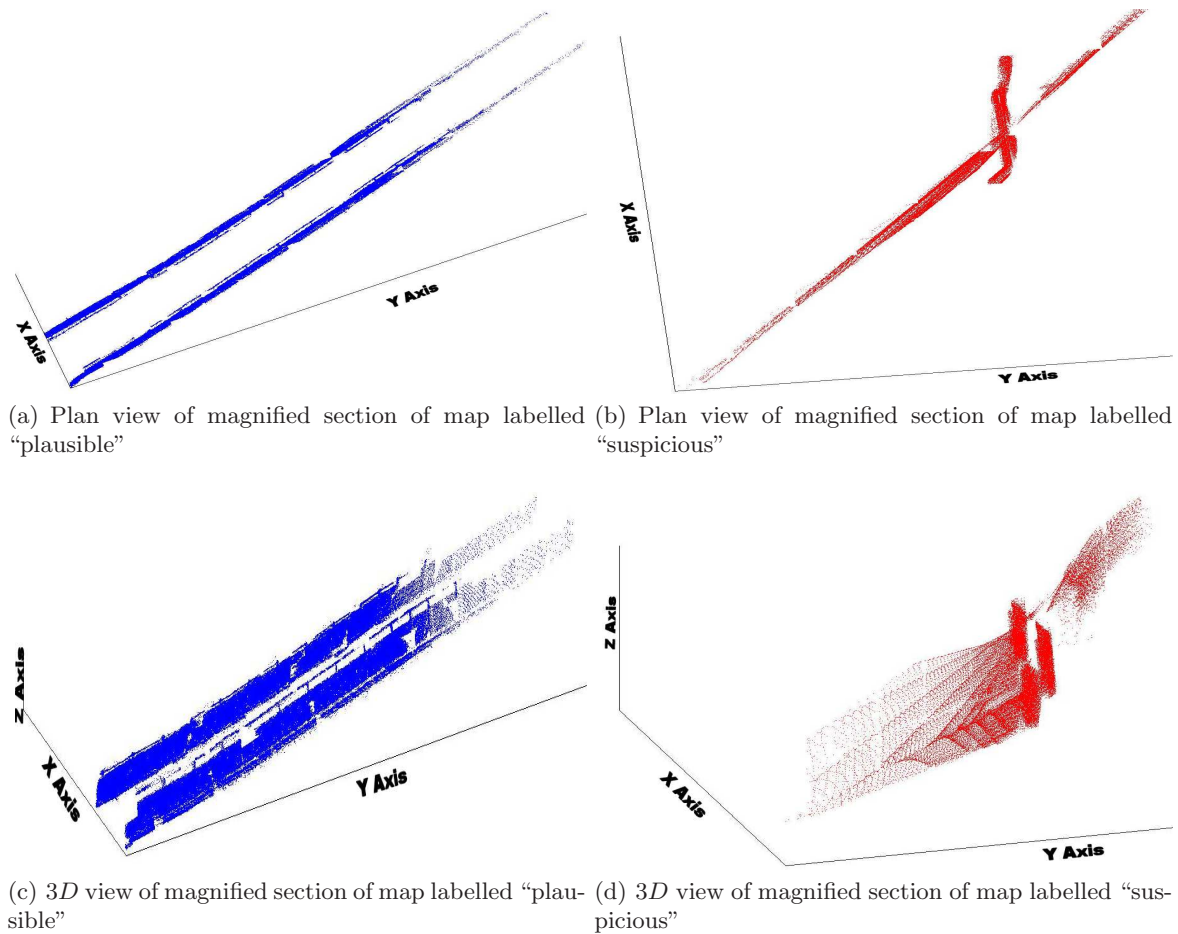 X Axis
Y Axis
X Axis
Y Axis
(a) Plan view of magnified section of map labelled
“plausible”
(b) Plan view of magnified section of map labelled
“suspicious”
Z Axis
X Axis
Y Axis
Z Axis
X Axis
Y Axis
(c) 3D view of magnified section of map labelled “plau-
sible”
(d) 3D view of magnified section of map labelled “sus-
picious”